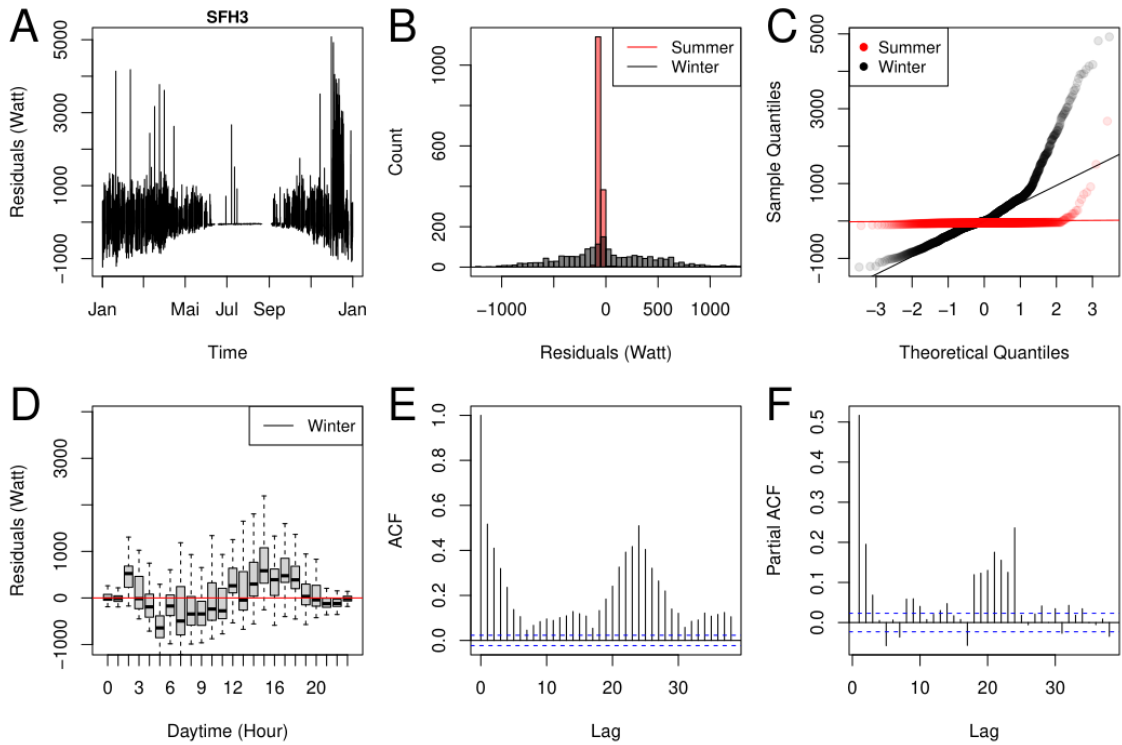 A
SFH3
Residuals (Watt)
−1000 1000 3000 5000
Jan Mai Jul Sep Jan
Time
B
Summer
Winter
Count
0 200 600 1000
−1000 0 500 1000
Residuals (Watt)
C
Summer
Winter
Sample Quantiles
−1000 1000 3000 5000
−3 −2 −1 0 1 2 3
Theoretical Quantiles
D
Winter
Residuals (Watt)
−1000 0 1000 3000
0 3 6 9 12 16 20
Daytime (Hour)
E
ACF
0.0 0.2 0.4 0.6 0.8 1.0
0 10 20 30
Lag
F
Partial ACF
0.0 0.1 0.2 0.3 0.4 0.5
0 10 20 30
Lag